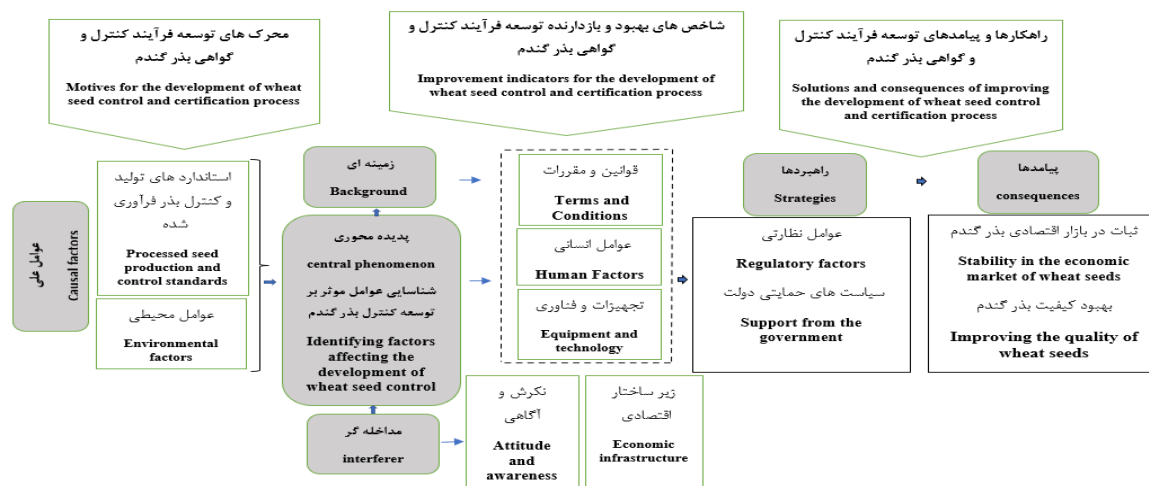 محرک های توسعه فرآیند کنترل و
گواهی بذر گندم
Motives for the development of wheat
seed control and certification process
شاخص های بهبود و بازدارنده توسعه فرآیند کنترل و
گواهی بذر گندم
Improvement indicators for the development of
wheat seed control and certification process
راهکارها و پیامدهای توسعه فرآیند کنترل
و گواهی بذر گندم
Solutions and consequences of improving
the development of wheat seed control
and certification process
عوامل علی
Causal factors
استاندارد های تولید
و کنترل بذر فرآوری
شده
Processed seed
production and
control standards
عوامل محیطی
Environmental
factors
زمینه ای
Background
پدیده محوری
central phenomenon
شناسایی عوامل موثر بر
توسعه کنترل بذر گندم
Identifying factors
affecting the
development of
wheat seed control
مداخله گر
interferer
قوانین و مقررات
Terms and
Conditions
عوامل انسانی
Human Factors
تجهیزات و فناوری
Equipment and
technology
نکرش و
آگاهی
Attitude
and
awareness
زیر ساختار
اقتصادی
Economic
infrastructure
راهبردها
Strategies
عوامل نظارتی
Regulatory factors
سیاست های حمایتی دولت
Support from the
government
پیامدها
consequences
ثبات در بازار اقتصادی بذر گندم
Stability in the economic
market of wheat seeds
بهبود کیفیت بذر گندم
Improving the quality of
wheat seeds